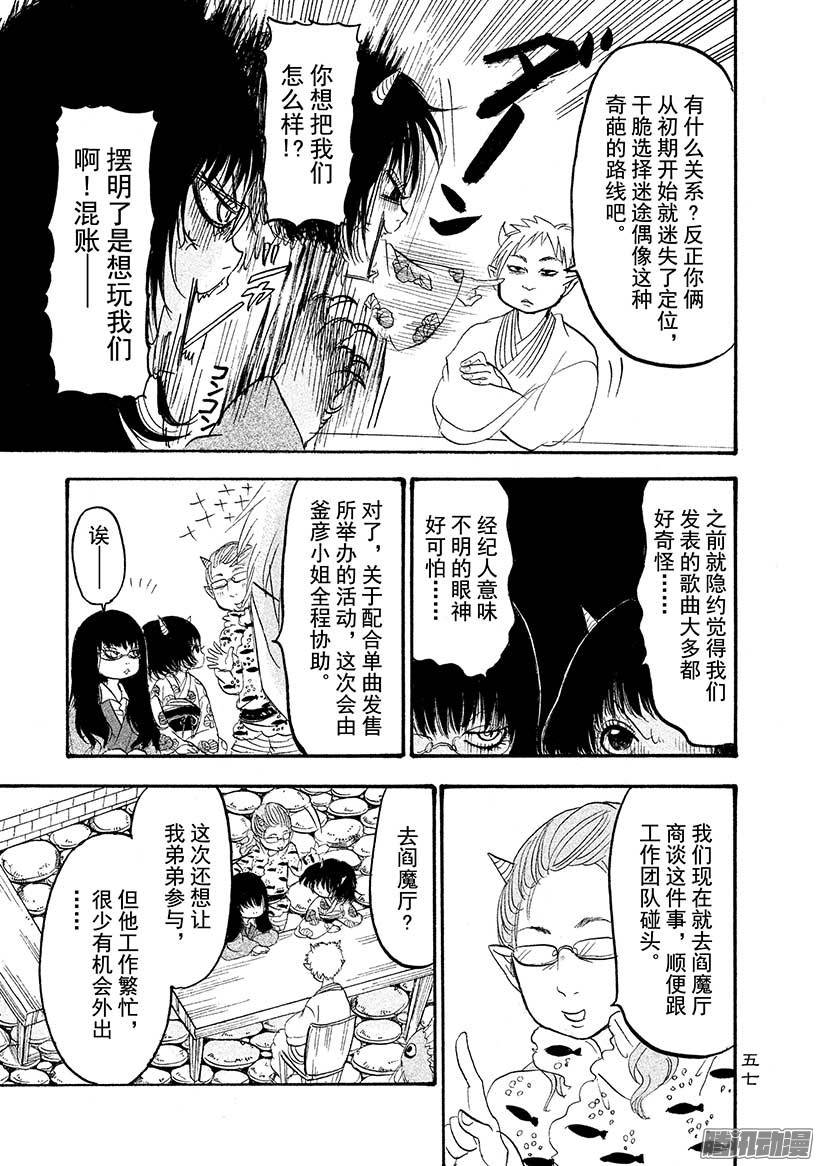 有什么关系？反正你俩
从初期开始就迷失了定位，
干脆选择迷途偶像这种
奇葩的路线吧。
ダーッ
你想把我们
怎么样！？
摆明了是想玩我们
啊！混账——
コンコン
之前就隐约觉得我们
发表的歌曲大多都
好奇怪……
经纪人意味
不明的眼神
好可怕……
对了，关于配合单曲发售
所举办的活动，这次会由
釜彦小姐全程协助。
诶——
我们现在就去阎魔厅
商谈这件事，顺便跟
工作团队碰头。
去阎魔厅？
这次还想让
我弟弟参与，
但他工作繁忙，
很少有机会外出
……
五七
腾讯动漫